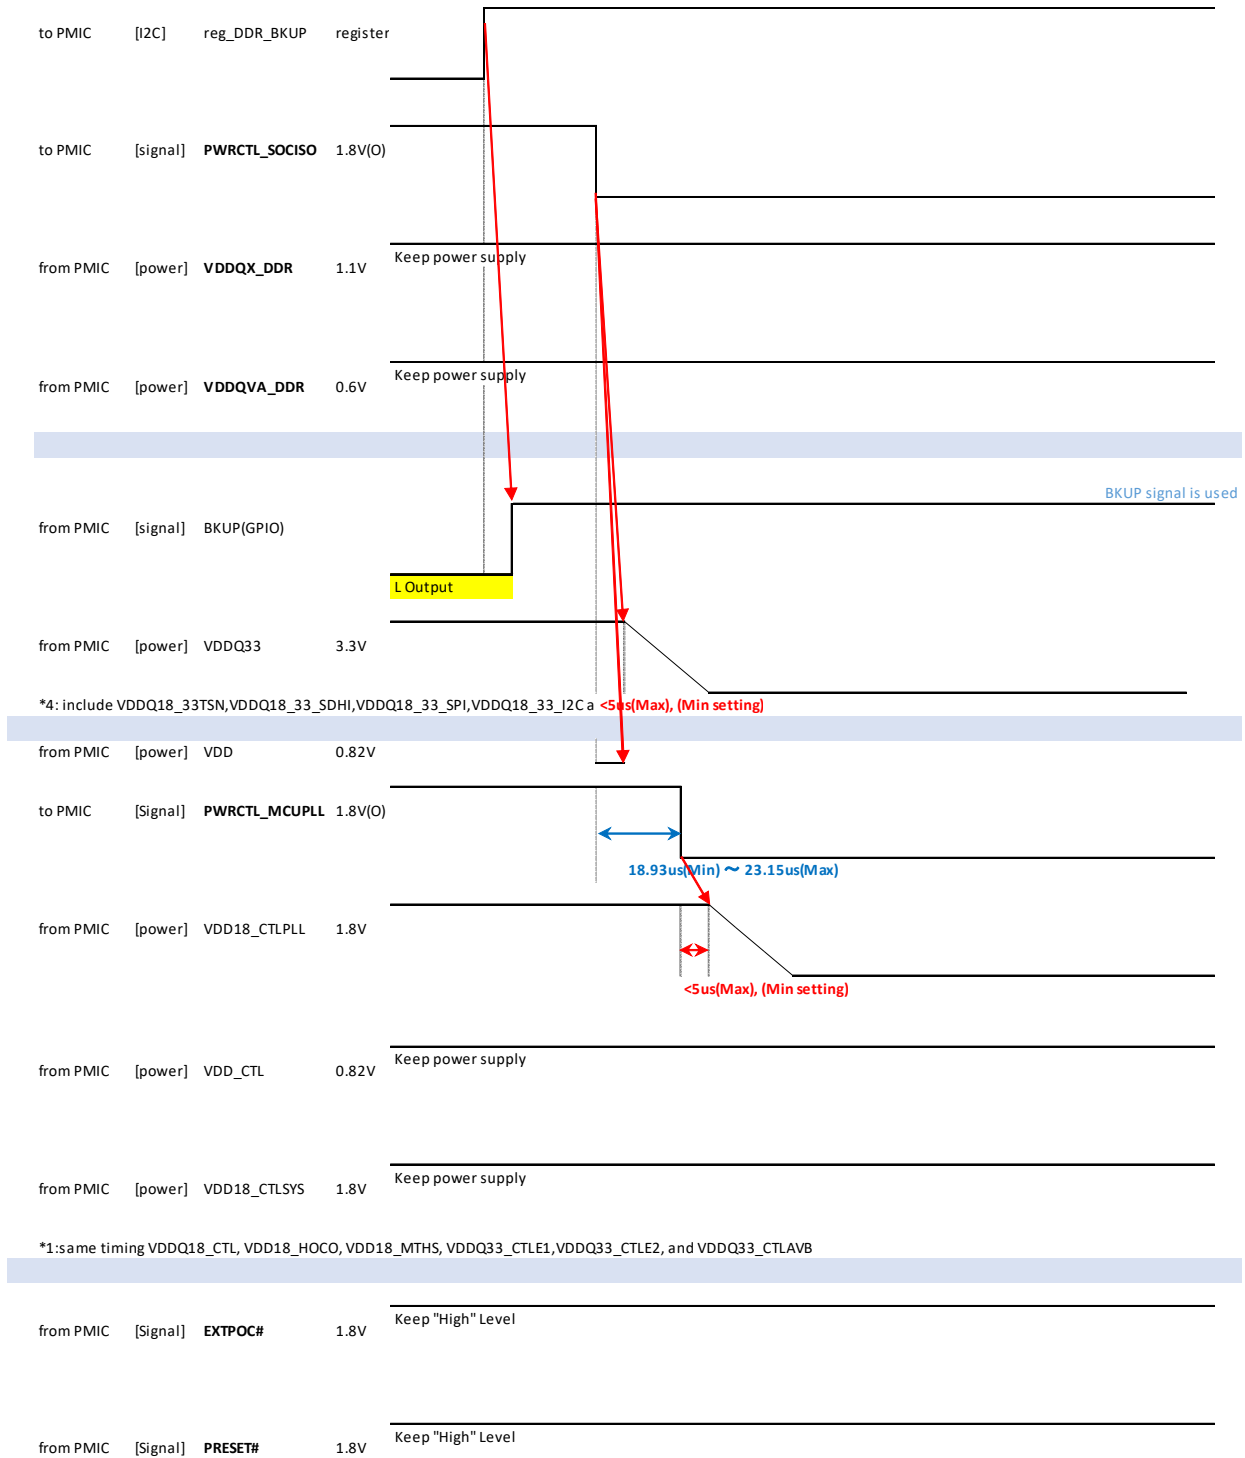 to PMIC [I2C] reg_DDR_BKUP register
to PMIC [signal] PWRCTL_SOCISO 1.8V(O)
Keep power supply
from PMIC [power] VDDQX_DDR 1.1V
Keep power supply
from PMIC [power] VDDQVA_DDR 0.6V
BKUP signal is used
from PMIC [signal] BKUP(GPIO)
L Output
from PMIC [power] VDDQ33 3.3V
*4: include VDDQ18_33TSN,VDDQ18_33_SDHI,VDDQ18_33_SPI,VDDQ18_33_I2C a <5us(Max), (Min setting)
from PMIC [power] VDD 0.82V
to PMIC [Signal] PWRCTL_MCUPLL 1.8V(O)
18.93us(Min) 〜 23.15us(Max)
from PMIC [power] VDD18_CTLPLL 1.8V
<5us(Max), (Min setting)
Keep power supply
from PMIC [power] VDD_CTL 0.82V
Keep power supply
from PMIC [power] VDD18_CTLSYS 1.8V
*1:same timing VDDQ18_CTL, VDD18_HOCO, VDD18_MTHS, VDDQ33_CTLE1,VDDQ33_CTLE2, and VDDQ33_CTLAVB
Keep "High" Level
from PMIC [Signal] EXTPOC# 1.8V
Keep "High" Level
from PMIC [Signal] PRESET# 1.8V